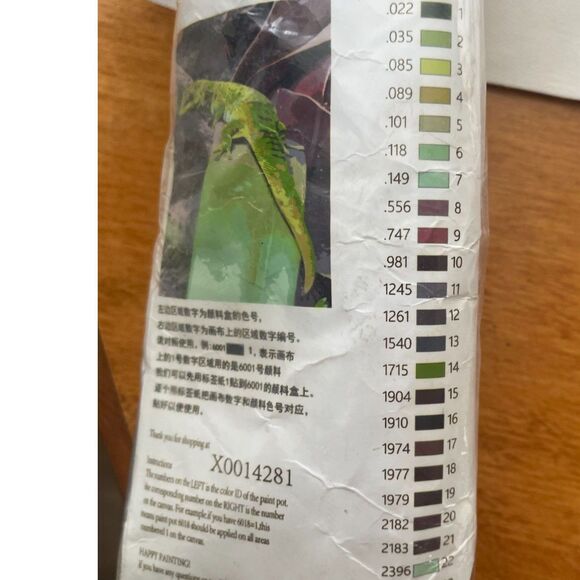 .022 1
.035 2
.085 3
.089 4
.101 5
.118 6
.149 7
.556 8
.747 9
.981 10
1245 11
1261 12
1540 13
1715 14
1904 15
1910 16
1974 17
1977 18
1979 19
2182 20
2183 21
2396 22
左边区域数字为颜料盒的色号,
右边区域数字为画布上的区域数字编号。
请对照使用，例: 6001 1, 表示画布
上的1号数字区域用的是6001号颜料
我们可以先用标签纸1贴到6001的颜料盒上。
逐个用标签纸把画布数字和颜料色号对应,
贴好以便使用。
Thank you for shopping at
X0014281
Instructions
The numbers on the LEFT is the color ID of the paint pot,
the corresponding number on the RIGHT is the number
on the canvas. For example,if you have 6018=1,this
means paint pot 6018 should be applied on all areas
numbered 1 on the canvas.
HAPPY PAINTING!
If you have any questions